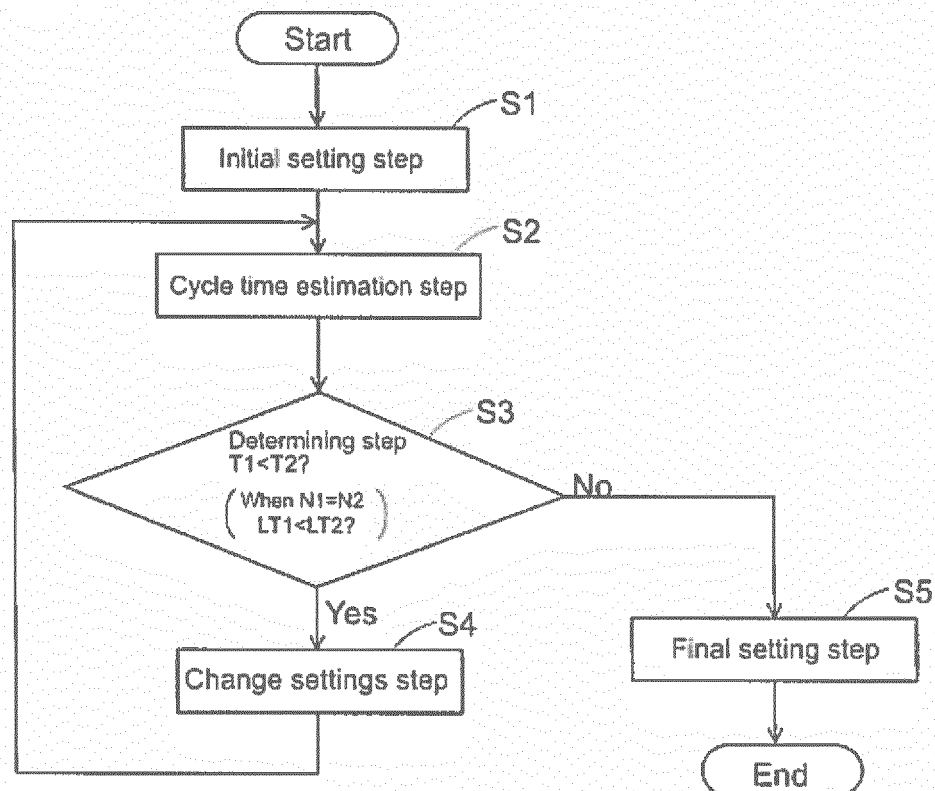 Start
S1
Initial setting step
S2
Cycle time estimation step
S3
Determining step
T1<T2?
(When N1=N2
LT1<LT2?)
No
Yes
S4
Change settings step
S5
Final setting step
End